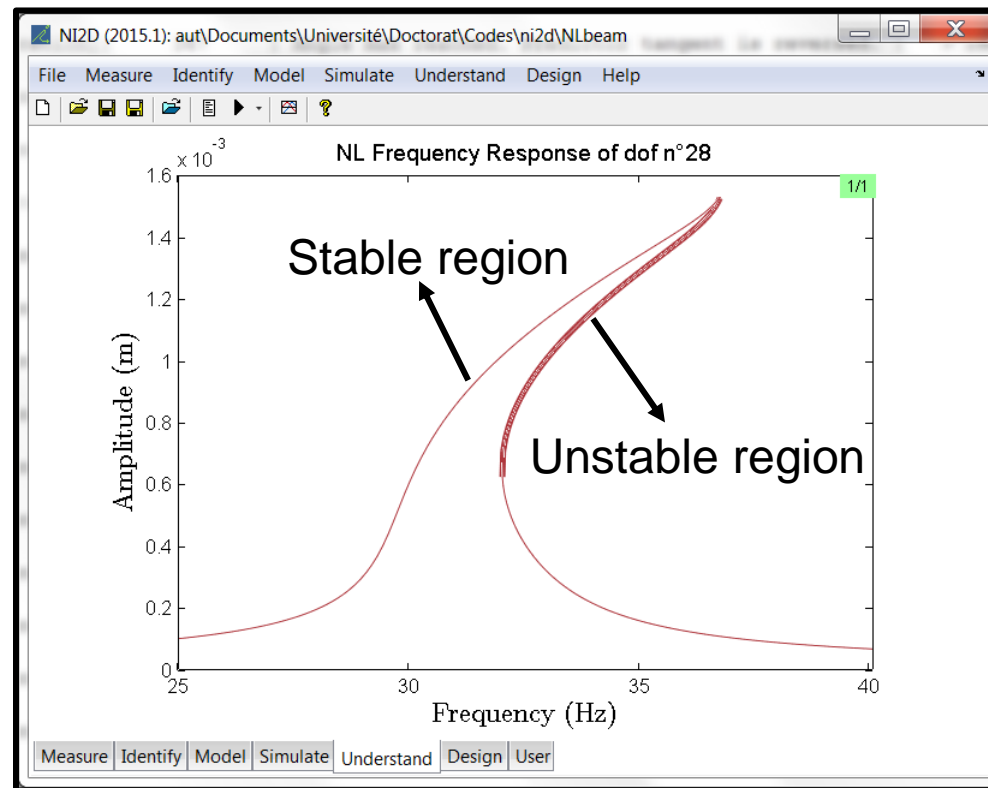 NI2D (2015.1): aut\Documents\Université\Doctorat\Codes\ni2d\NLbeam
File Measure Identify Model Simulate Understand Design Help
NL Frequency Response of dof n°28
x 10^-3
1/1
1.6
1.4
1.2
1
0.8
0.6
0.4
0.2
0
Amplitude (m)
Stable region
Unstable region
25 30 35 40
Frequency (Hz)
Measure Identify Model Simulate Understand Design User